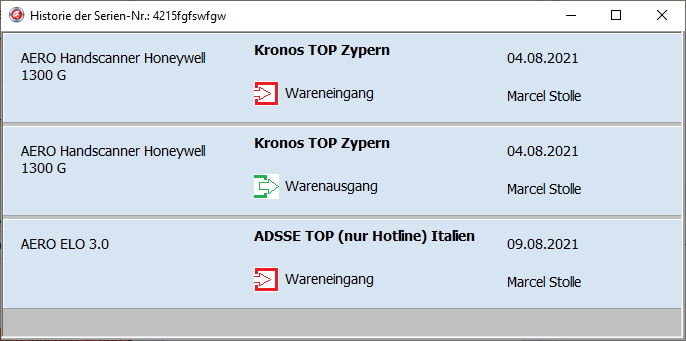 Historie der Serien-Nr.: 4215fgfswfgw
AERO Handscanner Honeywell
1300 G
Kronos TOP Zypern
Wareneingang
04.08.2021
Marcel Stolle
AERO Handscanner Honeywell
1300 G
Kronos TOP Zypern
Warenausgang
04.08.2021
Marcel Stolle
AERO ELO 3.0
ADSSE TOP (nur Hotline) Italien
Wareneingang
09.08.2021
Marcel Stolle